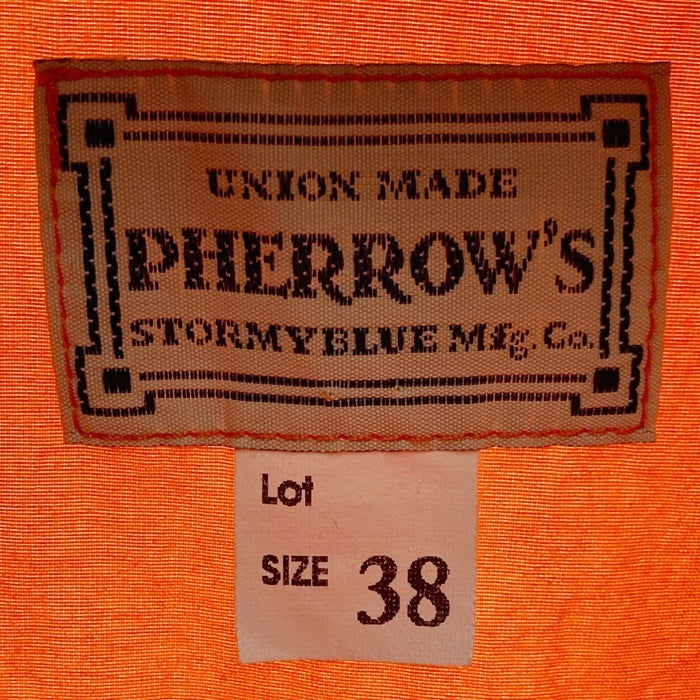 UNION MADE
PHERROW'S
STORMYBLUE Mfg. Co.
Lot
SIZE 38